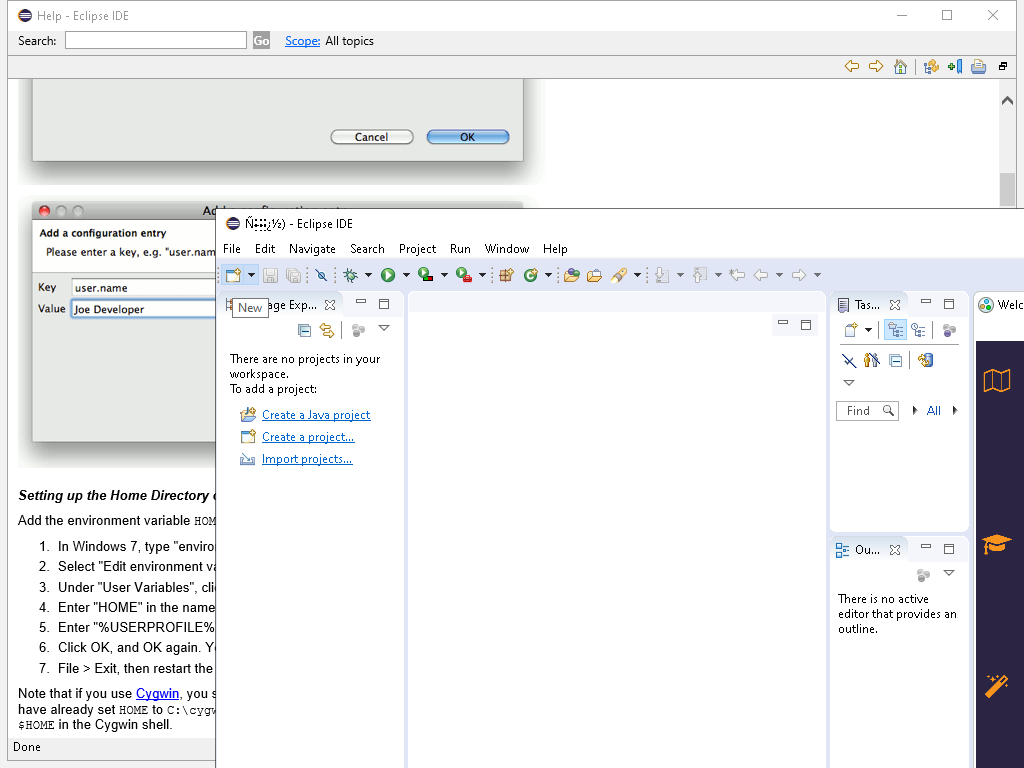 Help - Eclipse IDE
Search:
Go
Scope:
All topics
Cancel
OK
Add a configuration entry
Please enter a key, e.g. "user.nam
Key
user.name
Value
Joe Developer
Setting up the Home Directory
Add the environment variable HOM
1. In Windows 7, type "enviro
2. Select "Edit environment va
3. Under "User Variables", cli
4. Enter "HOME" in the name
5. Enter "%USERPROFILE%
6. Click OK, and OK again. Y
7. File > Exit, then restart the
Note that if you use Cygwin, you s
have already set HOME to C:\cygw
$HOME in the Cygwin shell.
Done
- Eclipse IDE
File Edit Navigate Search Project Run Window Help
New
age Exp...
There are no projects in your
workspace.
To add a project:
Create a Java project
Create a project...
Import projects...
Tas...
Find
All
Ou...
There is no active
editor that provides an
outline.
Welc